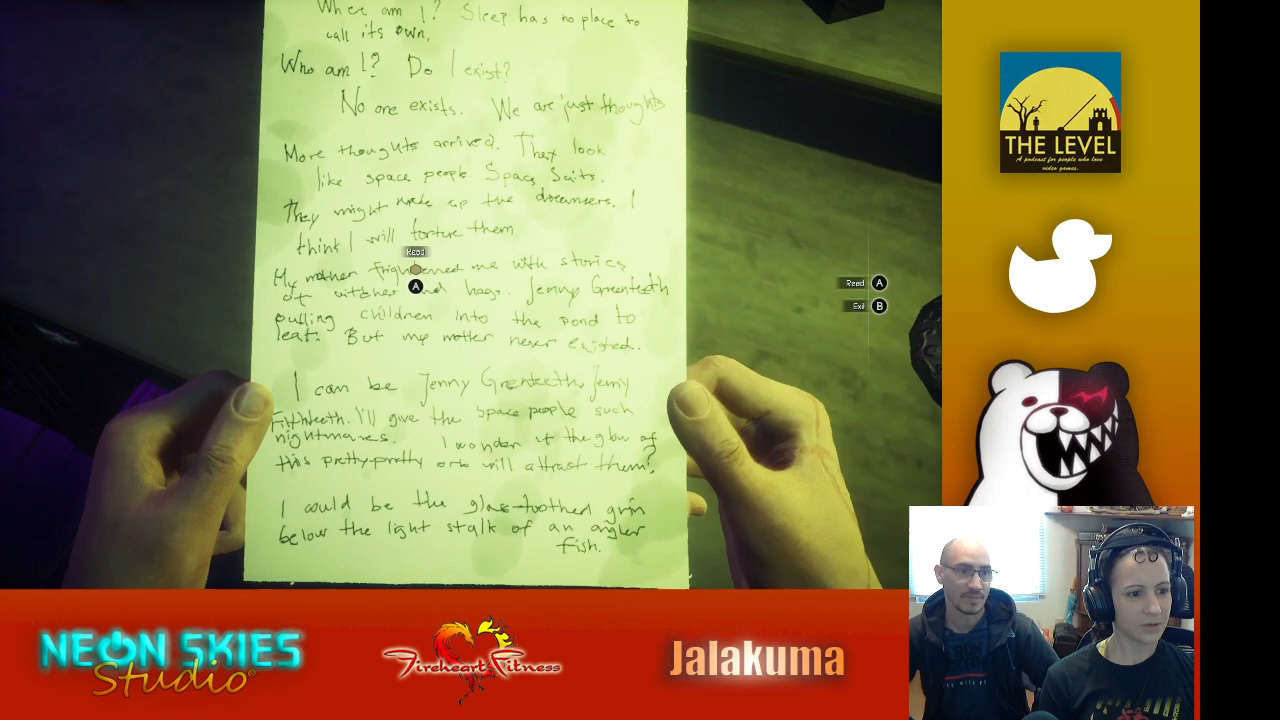 Where am I? Sleep has no place to
call its own.
Who am I? Do I exist?
No one exists. We are just thoughts
More thoughts arrived. They look
like space people. Space Suits.
They might make up the dreamers. I
think I will torture them.
My mother frightened me with stories
of witches and hags. Jenny Greenteeth
pulling children into the pond to
eat. But my mother never existed.
I can be Jenny Greenteeth, Jenny
Filthteeth. I'll give the space people such
nightmares. I wonder if the glow of
this pretty-pretty orb will attract them?
I could be the glass-toothed grin
below the light stalk of an angler
fish.
Read
A
Read A
Exit B
THE LEVEL
A podcast for people who love
video games.
NEON SKIES
Studio
Fireheart Fitness
Jalakuma